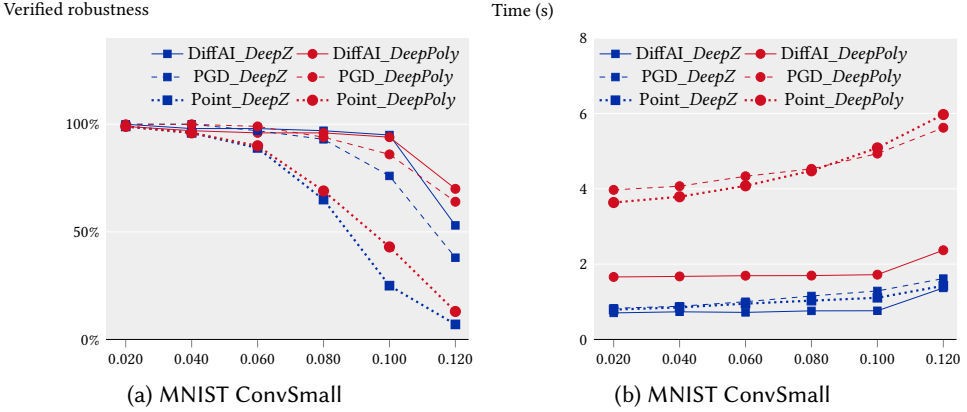 Verified robustness
DiffAI_DeepZ DiffAI_DeepPoly
PGD_DeepZ PGD_DeepPoly
Point_DeepZ Point_DeepPoly
100%
50%
0%
0.020 0.040 0.060 0.080 0.100 0.120
(a) MNIST ConvSmall
Time (s)
8
DiffAI_DeepZ DiffAI_DeepPoly
PGD_DeepZ PGD_DeepPoly
Point_DeepZ Point_DeepPoly
6
4
2
0
0.020 0.040 0.060 0.080 0.100 0.120
(b) MNIST ConvSmall